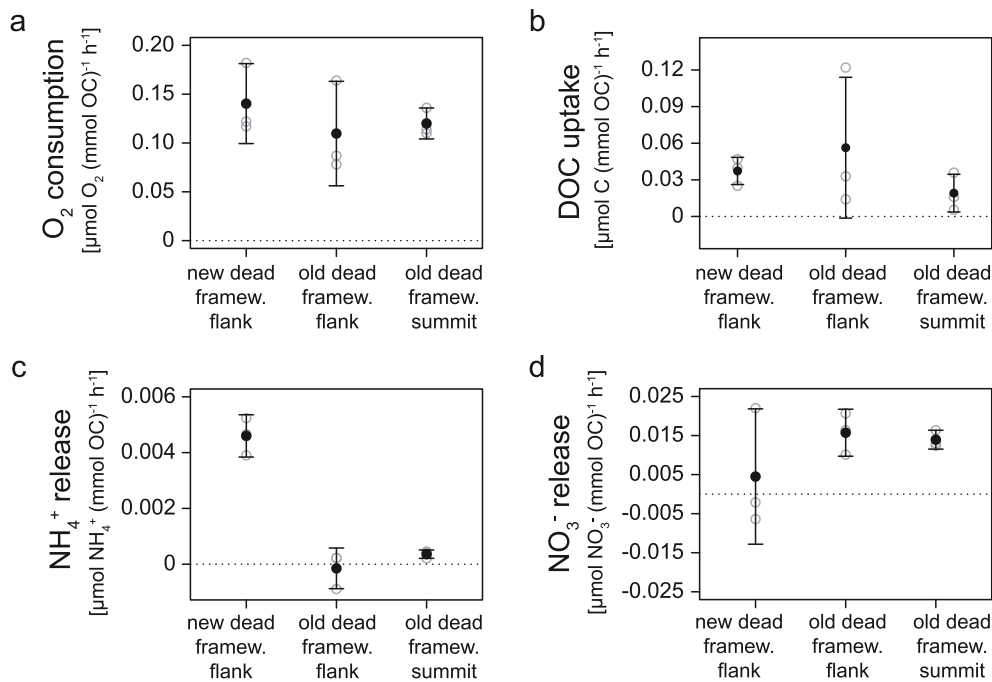 a
O₂ consumption
[µmol O₂ (mmol OC)⁻¹ h⁻¹]
0.20
0.15
0.10
0.05
0
new dead
framew.
flank
old dead
framew.
flank
old dead
framew.
summit
b
DOC uptake
[µmol C (mmol OC)⁻¹ h⁻¹]
0.12
0.09
0.06
0.03
0
new dead
framew.
flank
old dead
framew.
flank
old dead
framew.
summit
c
NH₄⁺ release
[µmol NH₄⁺ (mmol OC)⁻¹ h⁻¹]
0.006
0.004
0.002
0
new dead
framew.
flank
old dead
framew.
flank
old dead
framew.
summit
d
NO₃⁻ release
[µmol NO₃⁻ (mmol OC)⁻¹ h⁻¹]
0.025
0.015
0.005
-0.005
-0.015
-0.025
new dead
framew.
flank
old dead
framew.
flank
old dead
framew.
summit